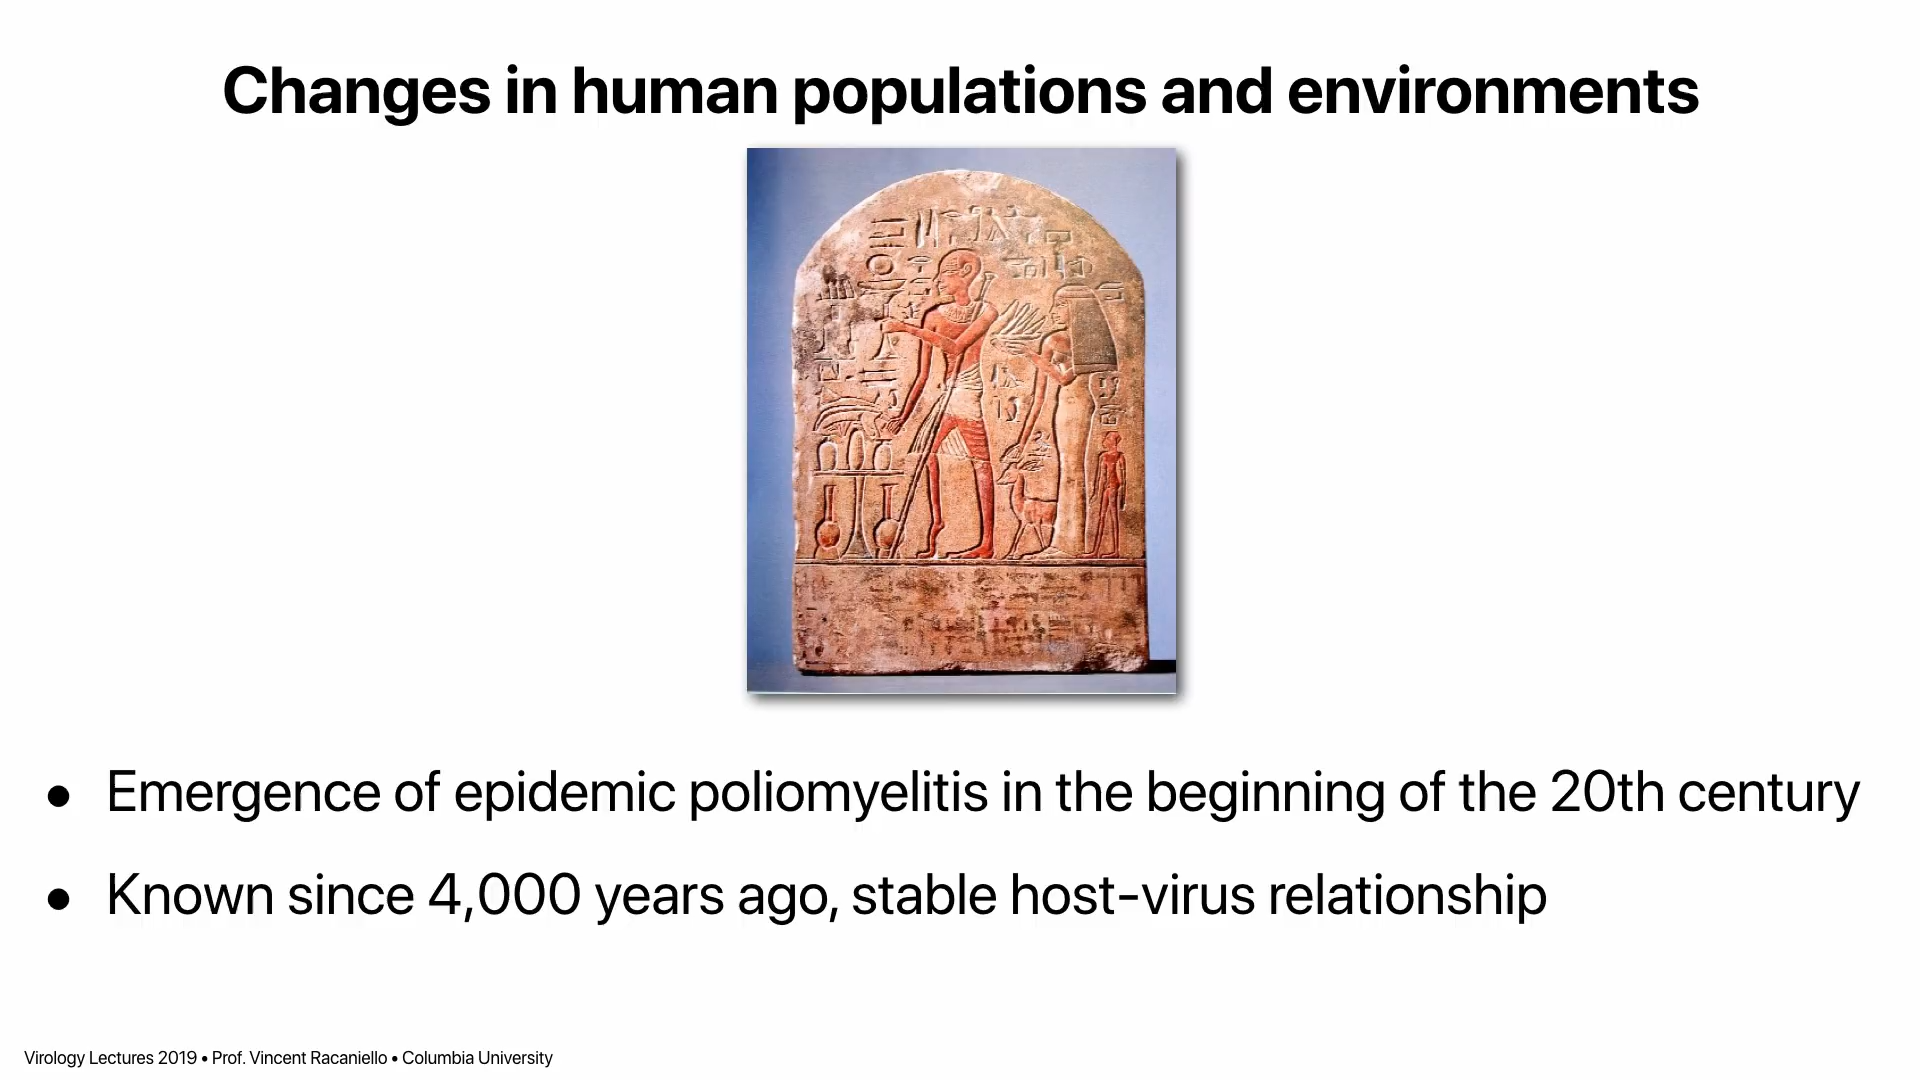 Changes in human populations and environments
• Emergence of epidemic poliomyelitis in the beginning of the 20th century
• Known since 4,000 years ago, stable host-virus relationship
Virology Lectures 2019 • Prof. Vincent Racaniello • Columbia University